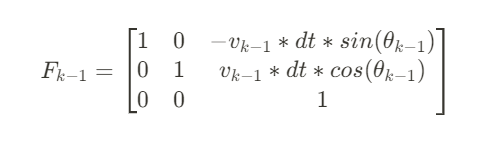 1 0 −v_{k−1} ∗ dt ∗ sin(θ_{k−1})
F_{k−1} = 0 1 v_{k−1} ∗ dt ∗ cos(θ_{k−1})
0 0 1